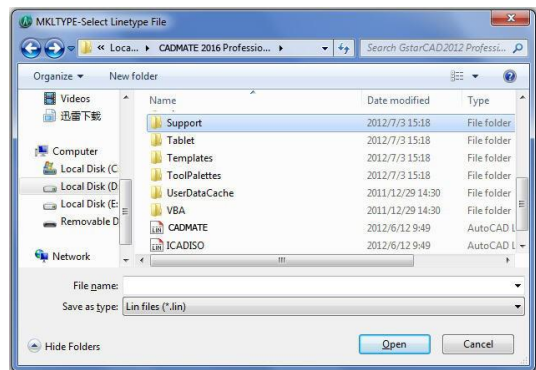 MKLTYPE-Select Linetype File
« Loca... ▸ CADMATE 2016 Professio... ▸
Search GstarCAD2012 Professi...
Organize ▾ New folder
Name Date modified Type
Videos
迅雷下载
Computer
Local Disk (C
Local Disk (D
Local Disk (E:
Removable D
Network
Support 2012/7/3 15:18 File folder
Tablet 2012/7/3 15:18 File folder
Templates 2012/7/3 15:18 File folder
ToolPalettes 2012/7/3 15:18 File folder
UserDataCache 2011/12/29 14:30 File folder
VBA 2011/12/29 14:30 File folder
LIN CADMATE 2012/6/12 9:49 AutoCAD L
LIN ICADISO 2012/6/12 9:49 AutoCAD L
File name:
Save as type: Lin files (*.lin)
Hide Folders
Open Cancel